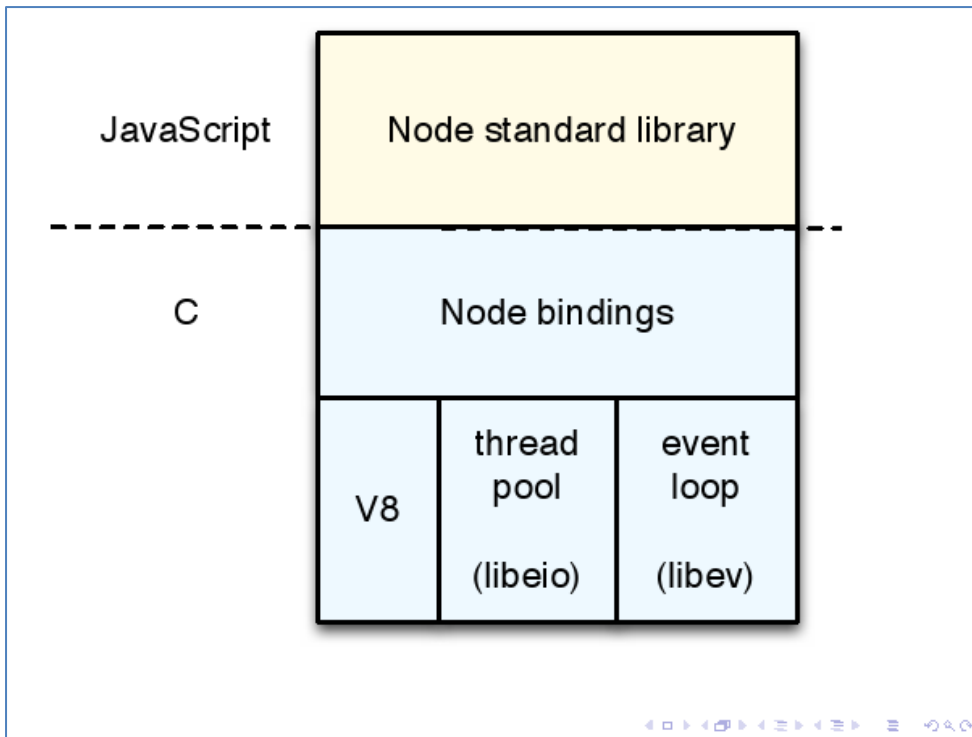 JavaScript
Node standard library
C
Node bindings
V8
thread
pool
(libeio)
event
loop
(libev)